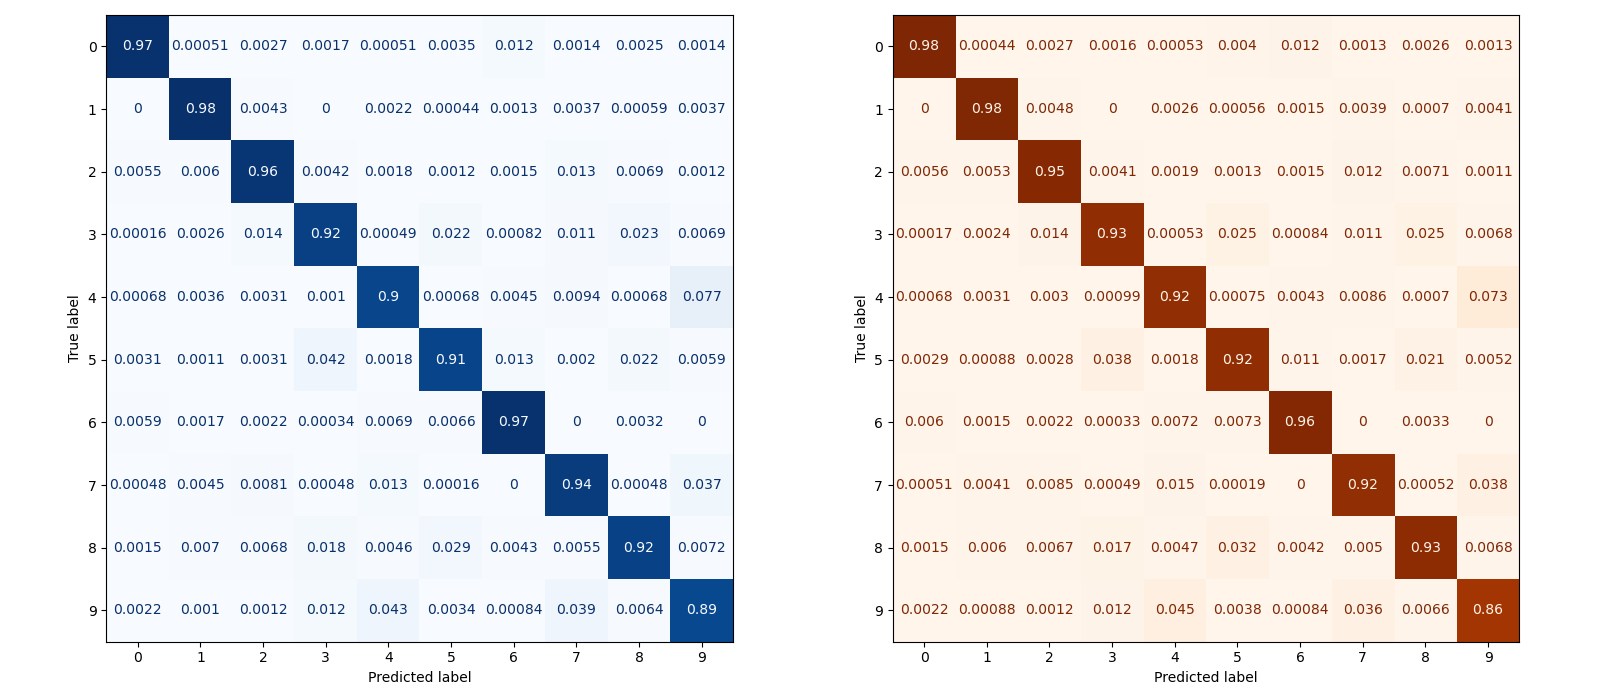 0 0.97 0.00051 0.0027 0.0017 0.00051 0.0035 0.012 0.0014 0.0025 0.0014
1 0 0.98 0.0043 0 0.0022 0.00044 0.0013 0.0037 0.00059 0.0037
2 0.0055 0.006 0.96 0.0042 0.0018 0.0012 0.0015 0.013 0.0069 0.0012
3 0.00016 0.0026 0.014 0.92 0.00049 0.022 0.00082 0.011 0.023 0.0069
4 0.00068 0.0036 0.0031 0.001 0.9 0.00068 0.0045 0.0094 0.00068 0.077
True label
5 0.0031 0.0011 0.0031 0.042 0.0018 0.91 0.013 0.002 0.022 0.0059
6 0.0059 0.0017 0.0022 0.00034 0.0069 0.0066 0.97 0 0.0032 0
7 0.00048 0.0045 0.0081 0.00048 0.013 0.00016 0 0.94 0.00048 0.037
8 0.0015 0.007 0.0068 0.018 0.0046 0.029 0.0043 0.0055 0.92 0.0072
9 0.0022 0.001 0.0012 0.012 0.043 0.0034 0.00084 0.039 0.0064 0.89
0 1 2 3 4 5 6 7 8 9
Predicted label
0 0.98 0.00044 0.0027 0.0016 0.00053 0.004 0.012 0.0013 0.0026 0.0013
1 0 0.98 0.0048 0 0.0026 0.00056 0.0015 0.0039 0.0007 0.0041
2 0.0056 0.0053 0.95 0.0041 0.0019 0.0013 0.0015 0.012 0.0071 0.0011
3 0.00017 0.0024 0.014 0.93 0.00053 0.025 0.00084 0.011 0.025 0.0068
4 0.00068 0.0031 0.003 0.00099 0.92 0.00075 0.0043 0.0086 0.0007 0.073
True label
5 0.0029 0.00088 0.0028 0.038 0.0018 0.92 0.011 0.0017 0.021 0.0052
6 0.006 0.0015 0.0022 0.00033 0.0072 0.0073 0.96 0 0.0033 0
7 0.00051 0.0041 0.0085 0.00049 0.015 0.00019 0 0.92 0.00052 0.038
8 0.0015 0.006 0.0067 0.017 0.0047 0.032 0.0042 0.005 0.93 0.0068
9 0.0022 0.00088 0.0012 0.012 0.045 0.0038 0.00084 0.036 0.0066 0.86
0 1 2 3 4 5 6 7 8 9
Predicted label